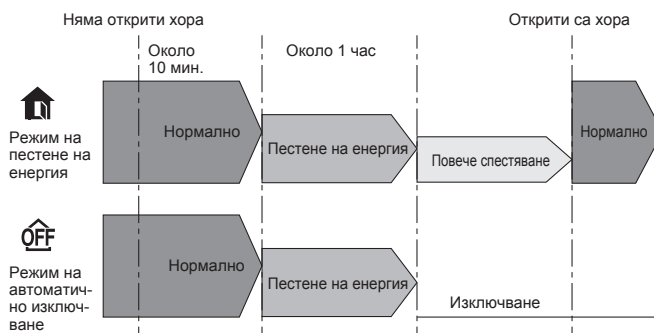 Няма открити хора
Открити са хора
Около
10 мин.
Около 1 час
Режим на
пестене на
енергия
Нормално
Пестене на енергия
Повече спестяване
Нормално
OFF
Режим на
автоматич-
но изключ-
ване
Нормално
Пестене на енергия
Изключване